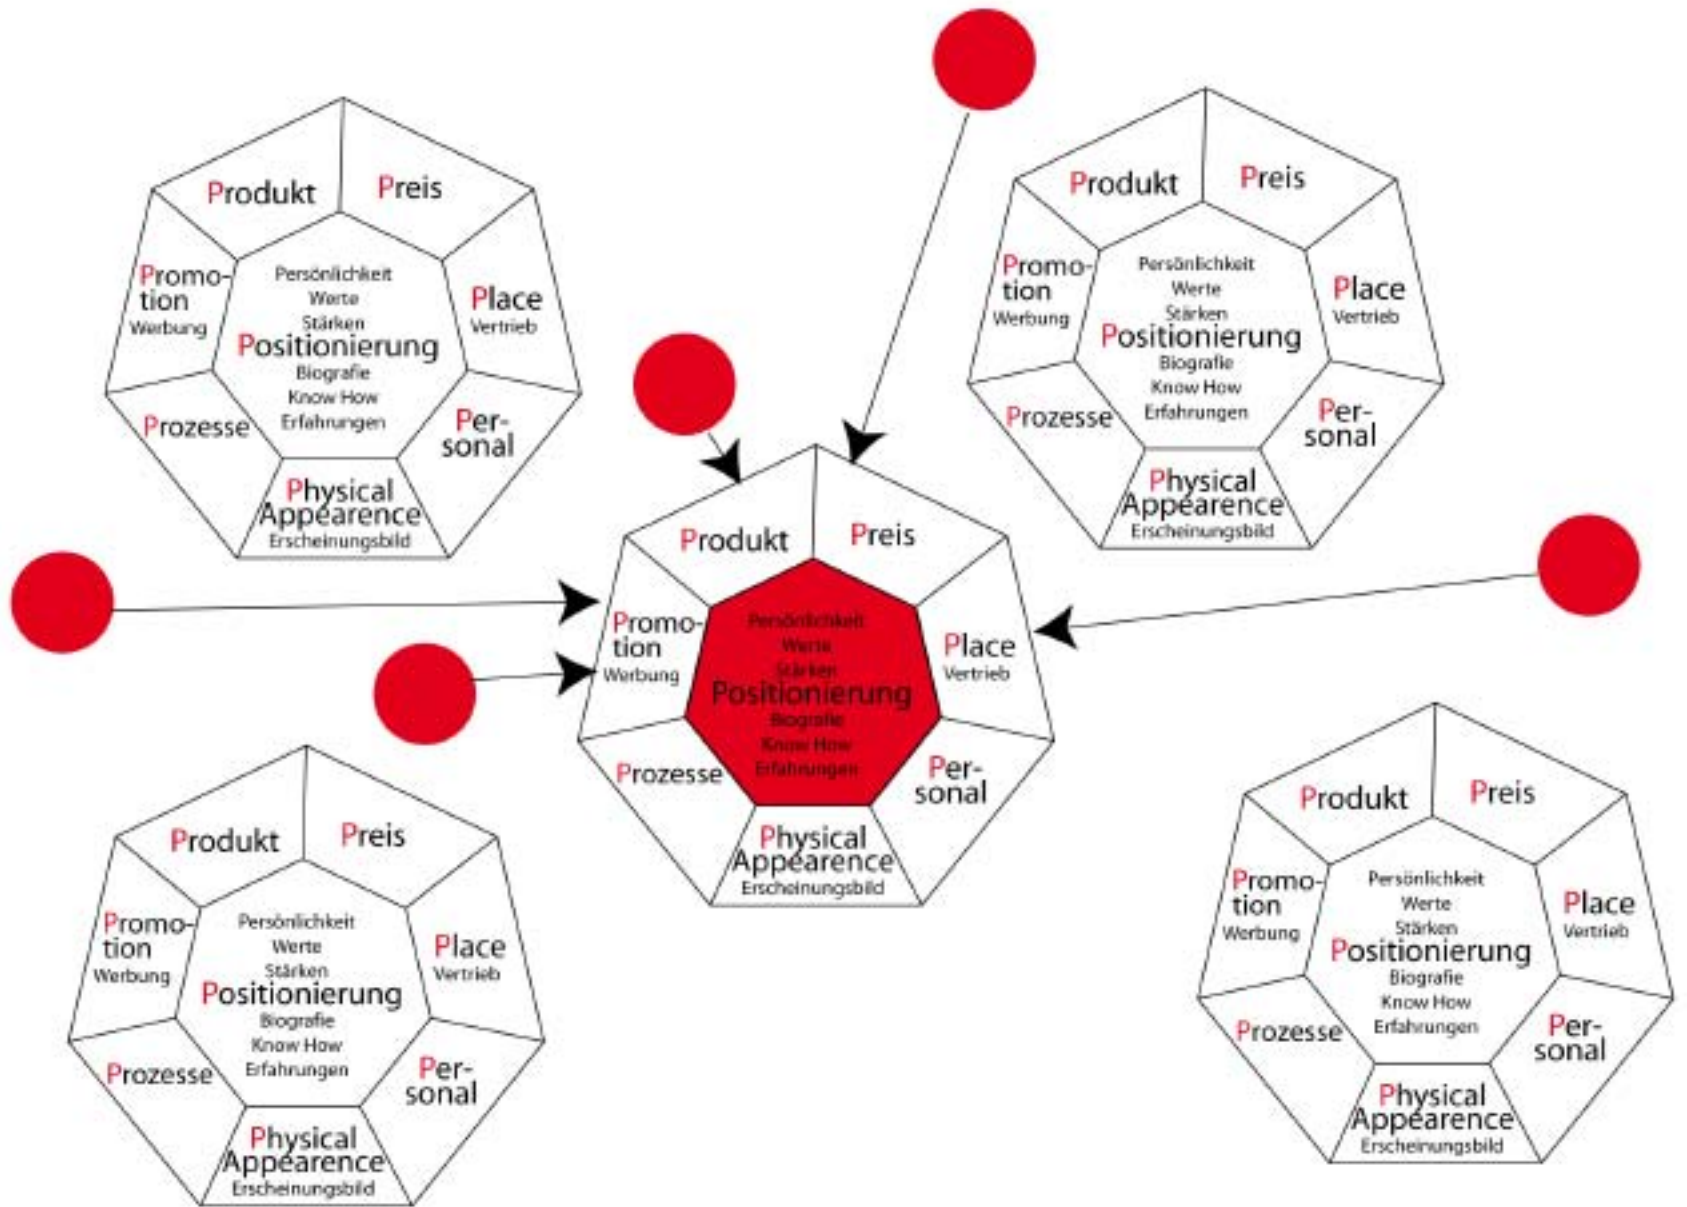 Produkt
Preis
Promo-
tion
Werbung
Persönlichkeit
Werte
Stärken
Positionierung
Biografie
Know How
Erfahrungen
Place
Vertrieb
Prozesse
Per-
sonal
Physical
Appearence
Erscheinungsbild
Produkt
Preis
Promo-
tion
Werbung
Persönlichkeit
Werte
Stärken
Positionierung
Biografie
Know How
Erfahrungen
Place
Vertrieb
Prozesse
Per-
sonal
Physical
Appearence
Erscheinungsbild
Produkt
Preis
Promo-
tion
Werbung
Persönlichkeit
Werte
Stärken
Positionierung
Biografie
Know How
Erfahrungen
Place
Vertrieb
Prozesse
Per-
sonal
Physical
Appearence
Erscheinungsbild
Produkt
Preis
Promo-
tion
Werbung
Persönlichkeit
Werte
Stärken
Positionierung
Biografie
Know How
Erfahrungen
Place
Vertrieb
Prozesse
Per-
sonal
Physical
Appearence
Erscheinungsbild
Produkt
Preis
Promo-
tion
Werbung
Persönlichkeit
Werte
Stärken
Positionierung
Biografie
Know How
Erfahrungen
Place
Vertrieb
Prozesse
Per-
sonal
Physical
Appearence
Erscheinungsbild